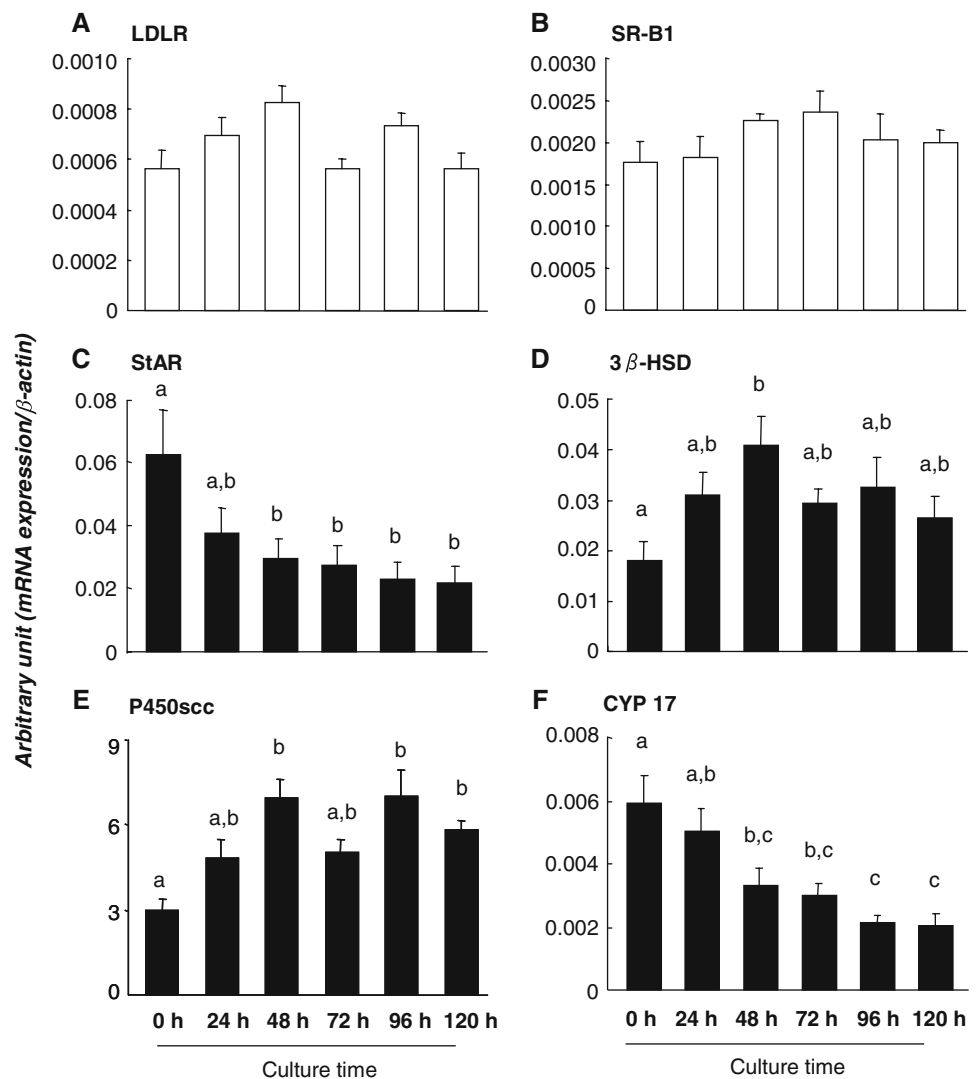 Arbitrary unit (mRNA expression/β-actin)
A LDLR
0.0010
0.0008
0.0006
0.0004
0.0002
0
B SR-B1
0.0030
0.0025
0.0020
0.0015
0.0010
0.0005
0
C StAR
a
a,b
b
b
b
b
0.08
0.06
0.04
0.02
0
D 3β-HSD
a
a,b
b
a,b
a,b
a,b
0.05
0.04
0.03
0.02
0.01
0
E P450scc
a
a,b
b
a,b
b
b
9
6
3
0
0 h 24 h 48 h 72 h 96 h 120 h
Culture time
F CYP 17
a
a,b
b,c
b,c
c
c
0.008
0.006
0.004
0.002
0
0 h 24 h 48 h 72 h 96 h 120 h
Culture time